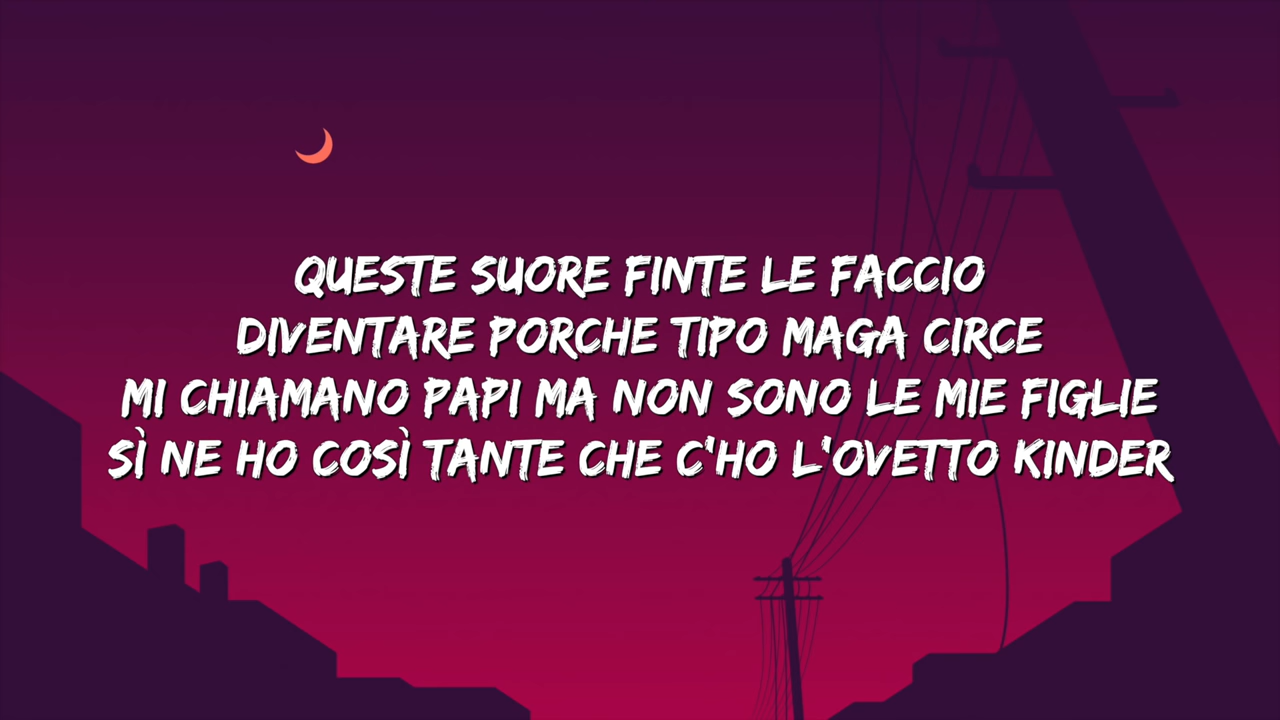 QUESTE SUORE FINTE LE FACCIO
DIVENTARE PORCHE TIPO MAGA CIRCE
MI CHIAMANO PAPI MA NON SONO LE MIE FIGLIE
SÌ NE HO COSÌ TANTE CHE C'HO L'OVETTO KINDER